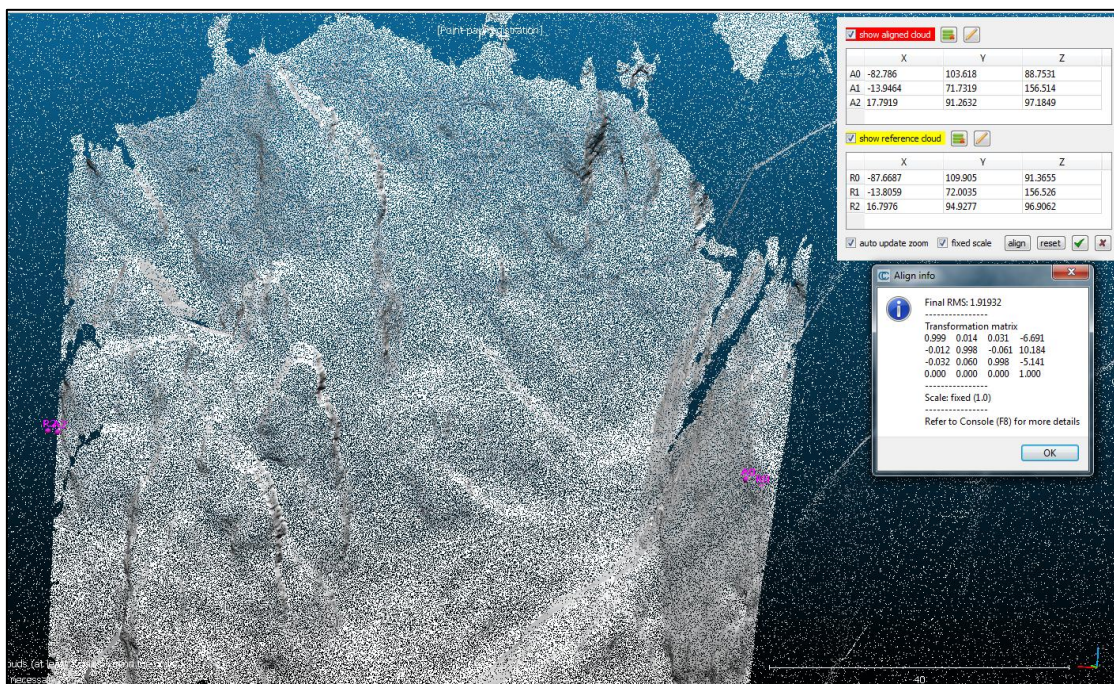 [Point-pair registration]
show aligned cloud
X Y Z
A0 -82.786 103.618 88.7531
A1 -13.9464 71.7319 156.514
A2 17.7919 91.2632 97.1849
show reference cloud
X Y Z
R0 -87.6687 109.905 91.3655
R1 -13.8059 72.0035 156.526
R2 16.7976 94.9277 96.9062
auto update zoom fixed scale align reset
Align info
Final RMS: 1.91932
----------------
Transformation matrix
0.999 0.014 0.031 -6.691
-0.012 0.998 -0.061 10.184
-0.032 0.060 0.998 -5.141
0.000 0.000 0.000 1.000
----------------
Scale: fixed (1.0)
----------------
Refer to Console (F8) for more details
OK
40